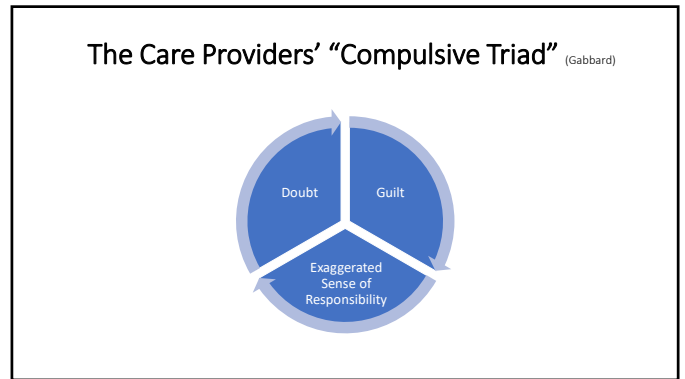 The Care Providers’ “Compulsive Triad” (Gabbard)
Doubt
Guilt
Exaggerated
Sense of
Responsibility